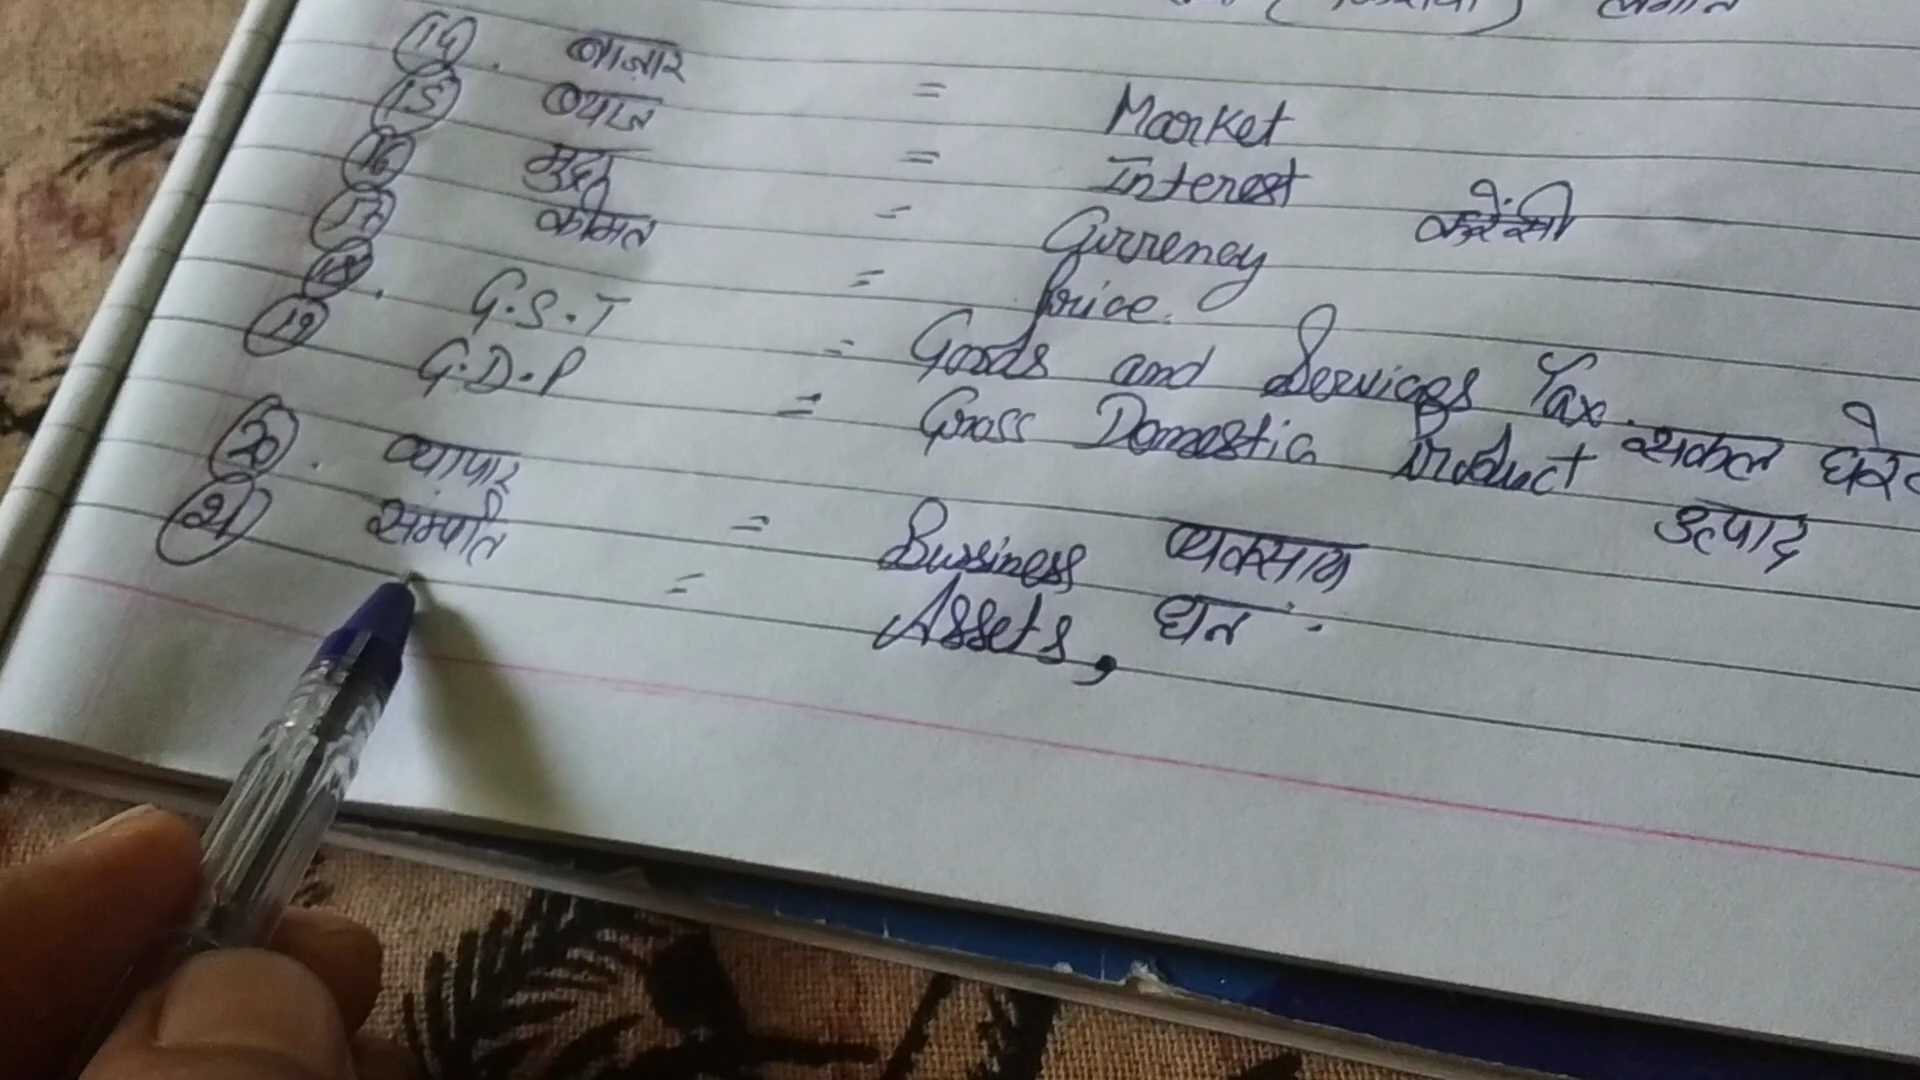 (किराया) लगान
14. बाज़ार = Market
15 ब्याज = Interest
16 मुद्रा = Currency करेंसी
17 कीमत = Price.
18. G.S.T = Goods and Services Tax.
19 G.D.P = Gross Domestic Product सकल घरेल
उत्पाद
20. व्यापार = Business व्यवसाय
21 सम्पति = Assets, धन.